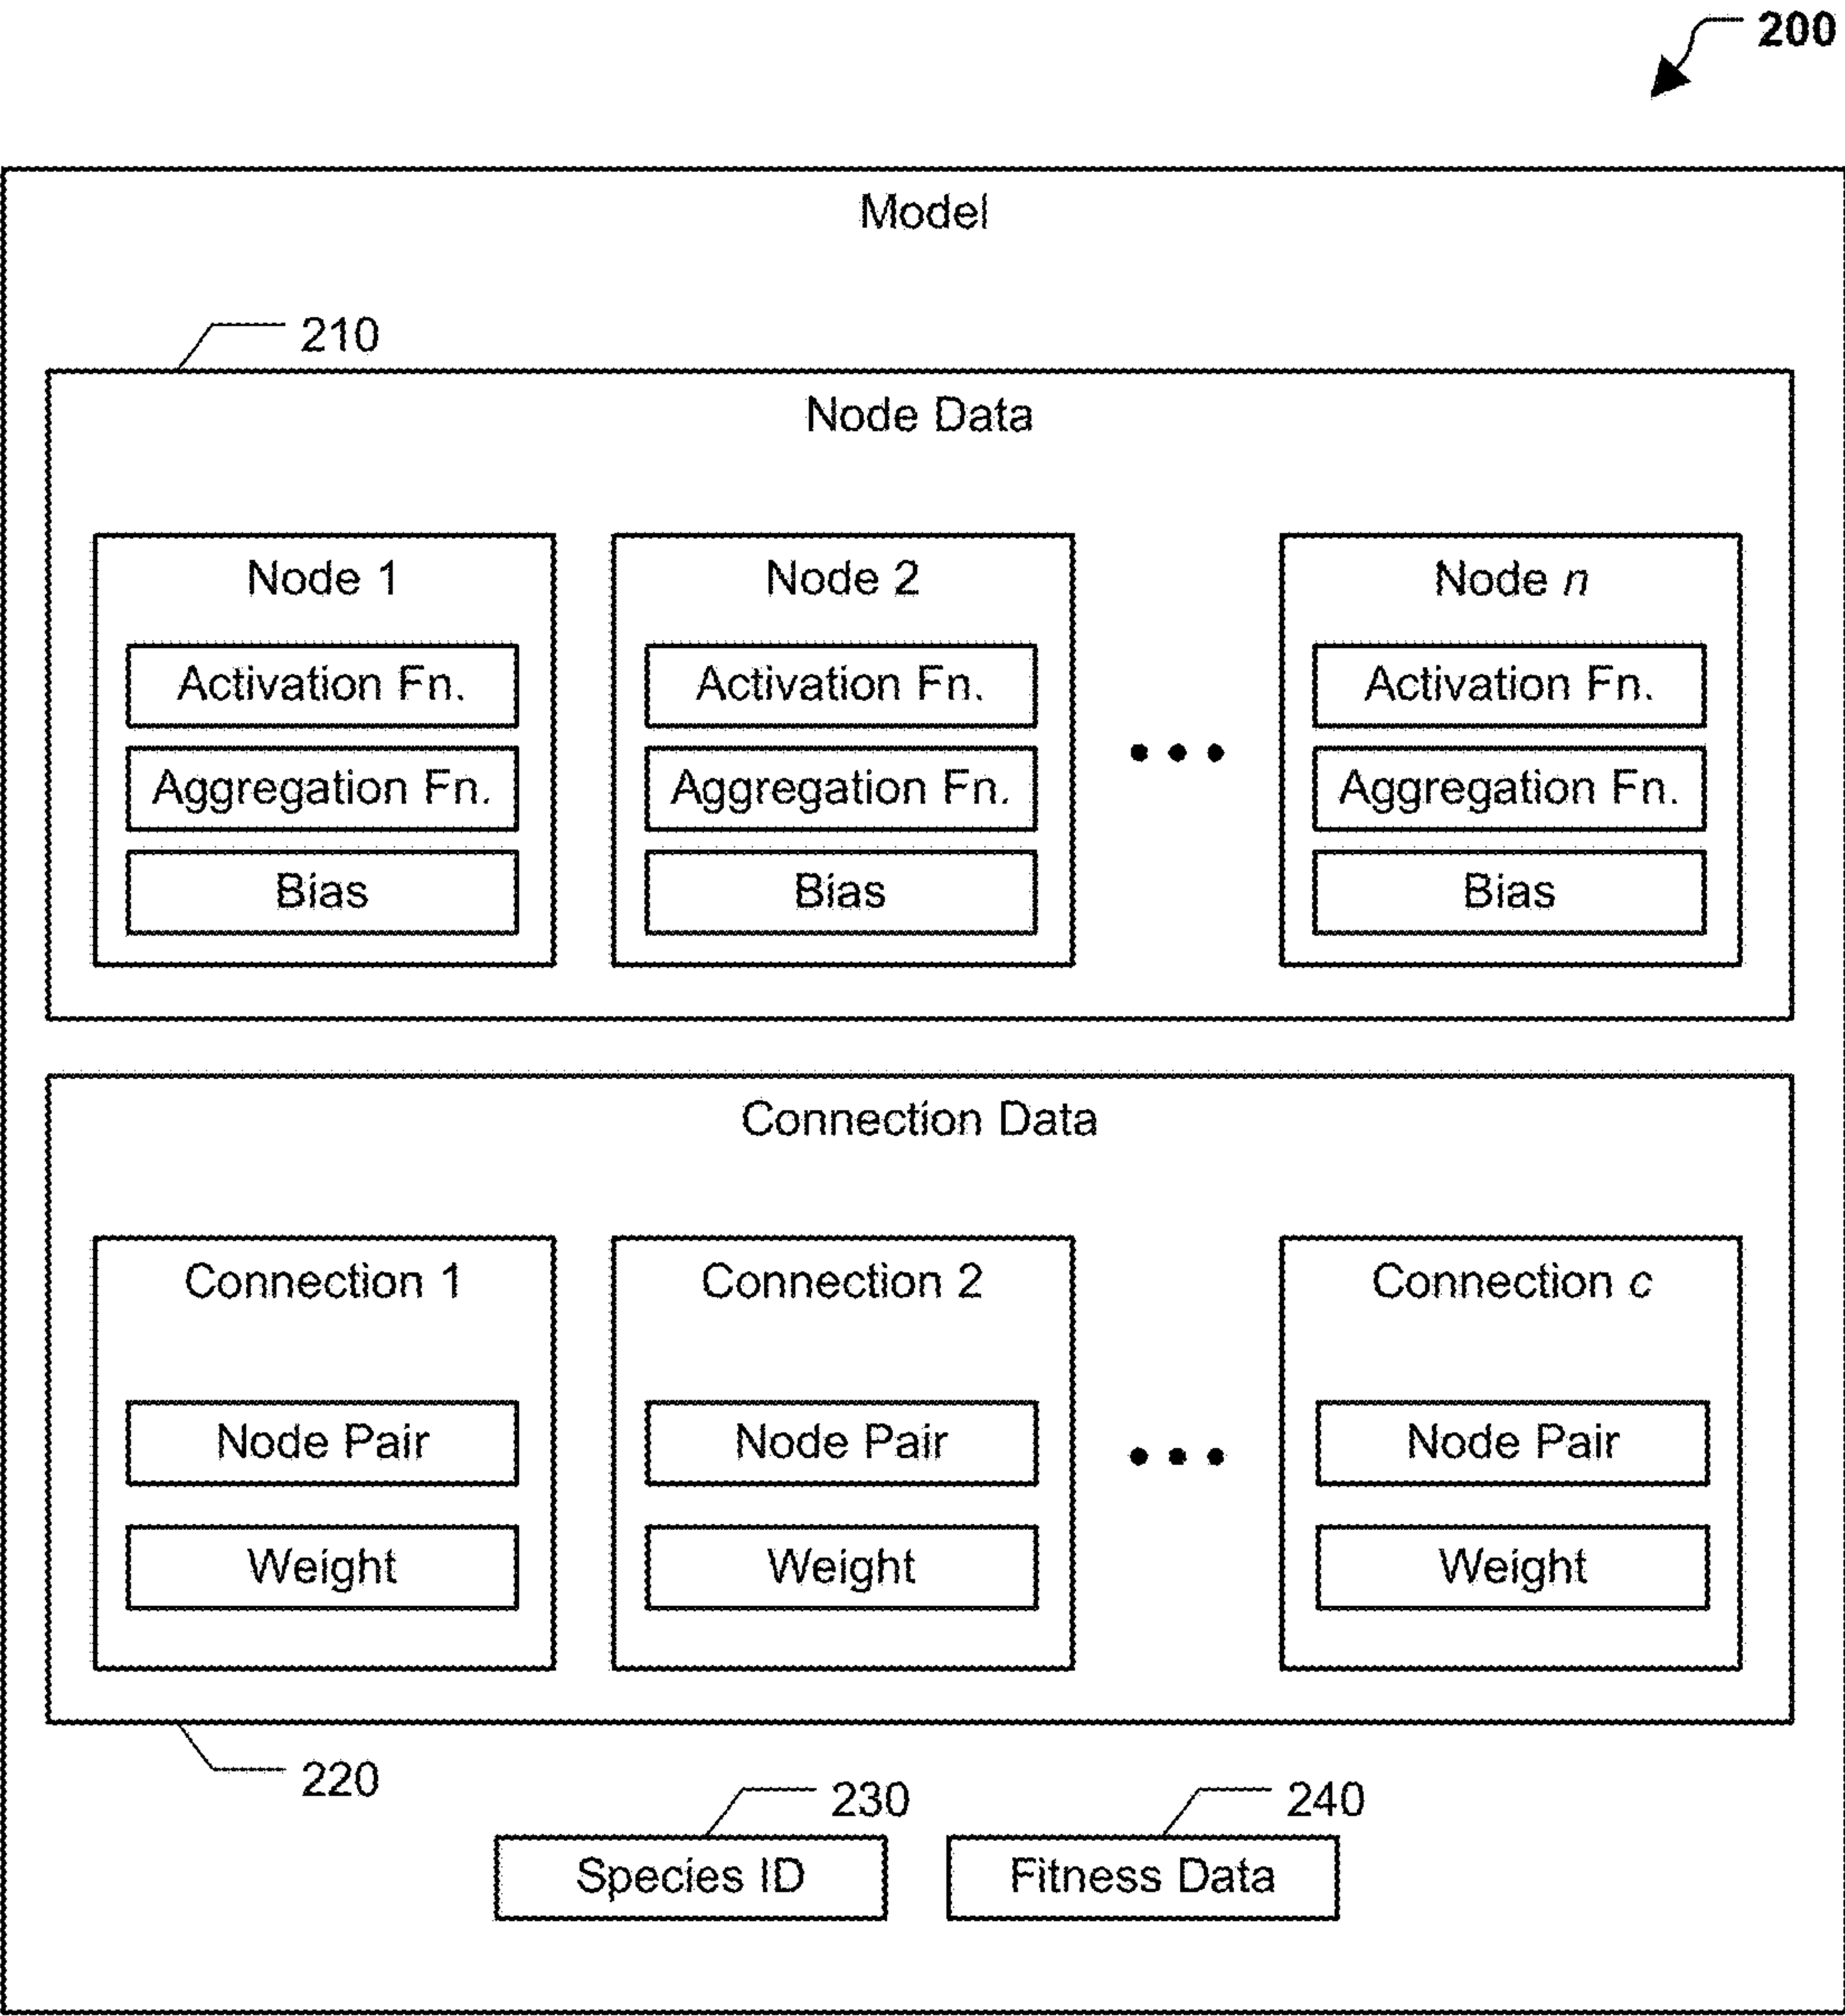 200
Model
210
Node Data
Node 1 Node 2 Node n
Activation Fn. Activation Fn. ••• Activation Fn.
Aggregation Fn. Aggregation Fn. Aggregation Fn.
Bias Bias Bias
Connection Data
Connection 1 Connection 2 Connection c
Node Pair Node Pair ••• Node Pair
Weight Weight Weight
220
230 240
Species ID Fitness Data